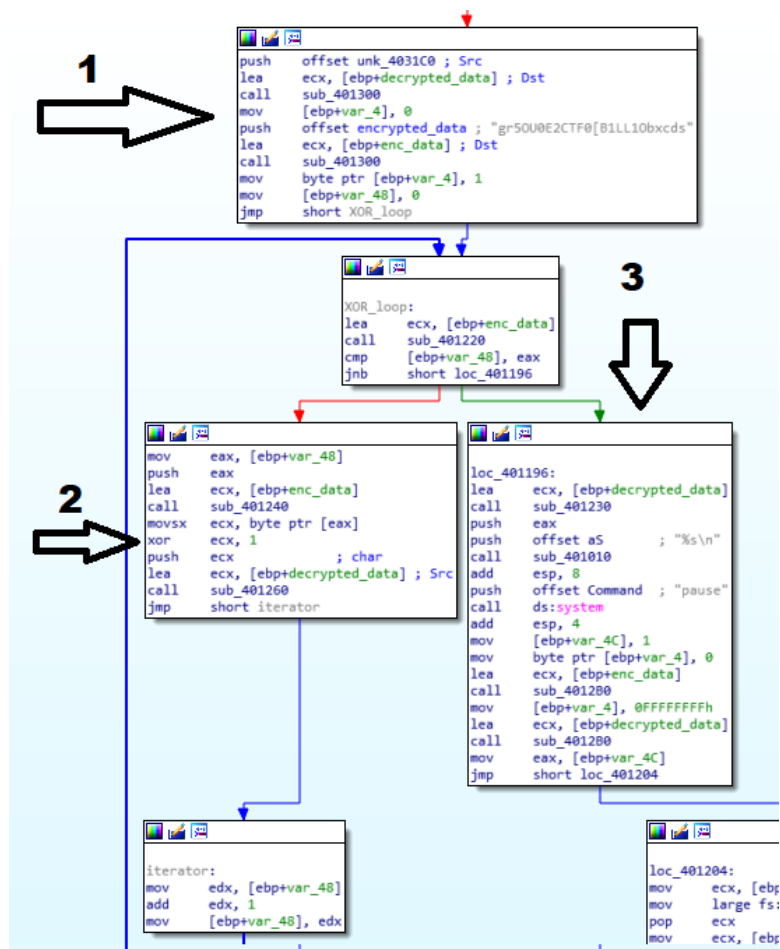 1
push offset unk_4031C0 ; Src
lea ecx, [ebp+decrypted_data] ; Dst
call sub_401300
mov [ebp+var_4], 0
push offset encrypted_data ; "gr5OU0E2CTF0[B1LL1Obxcds"
lea ecx, [ebp+enc_data] ; Dst
call sub_401300
mov byte ptr [ebp+var_4], 1
mov [ebp+var_48], 0
jmp short XOR_loop
XOR_loop:
lea ecx, [ebp+enc_data]
call sub_401220
cmp [ebp+var_48], eax
jnb short loc_401196
3
2
mov eax, [ebp+var_48]
push eax
lea ecx, [ebp+enc_data]
call sub_401240
movsx ecx, byte ptr [eax]
xor ecx, 1
push ecx ; char
lea ecx, [ebp+decrypted_data] ; Src
call sub_401260
jmp short iterator
loc_401196:
lea ecx, [ebp+decrypted_data]
call sub_401230
push eax
push offset aS ; "%s\n"
call sub_401010
add esp, 8
push offset Command ; "pause"
call ds:system
add esp, 4
mov [ebp+var_4C], 1
mov byte ptr [ebp+var_4], 0
lea ecx, [ebp+enc_data]
call sub_4012B0
mov [ebp+var_4], 0FFFFFFFFh
lea ecx, [ebp+decrypted_data]
call sub_4012B0
mov eax, [ebp+var_4C]
jmp short loc_401204
iterator:
mov edx, [ebp+var_48]
add edx, 1
mov [ebp+var_48], edx
loc_401204:
mov ecx, [ebp
mov large fs:
pop ecx
mov ecx, [ebp